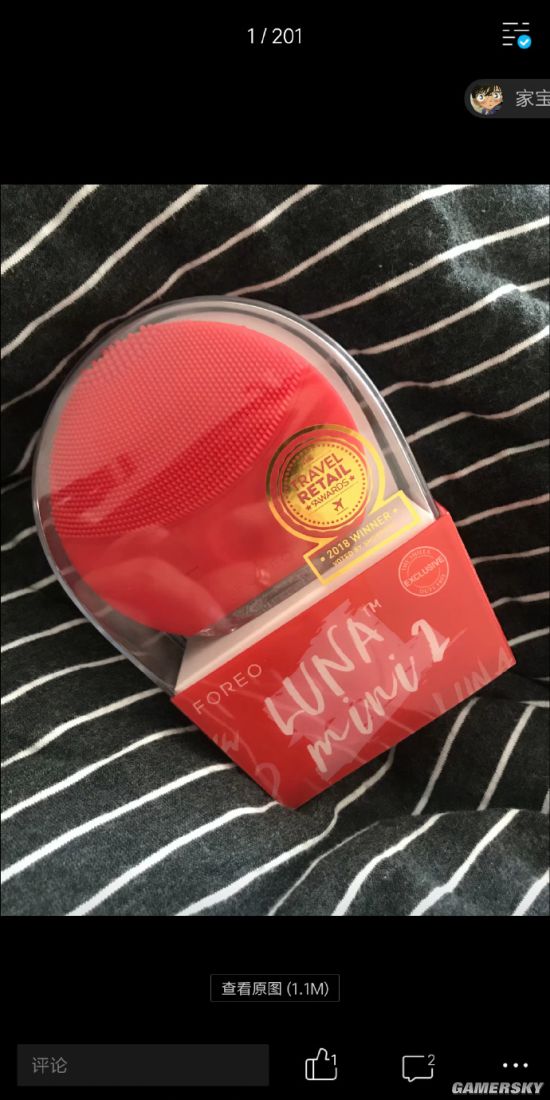 1 / 201
家宝
TRAVEL
RETAIL
AWARDS
2018 WINNER
EXCLUSIVE
FOREO
LUNA™
mini 2
LUNA
查看原图 (1.1M)
评论
1
2
GAMERSKY